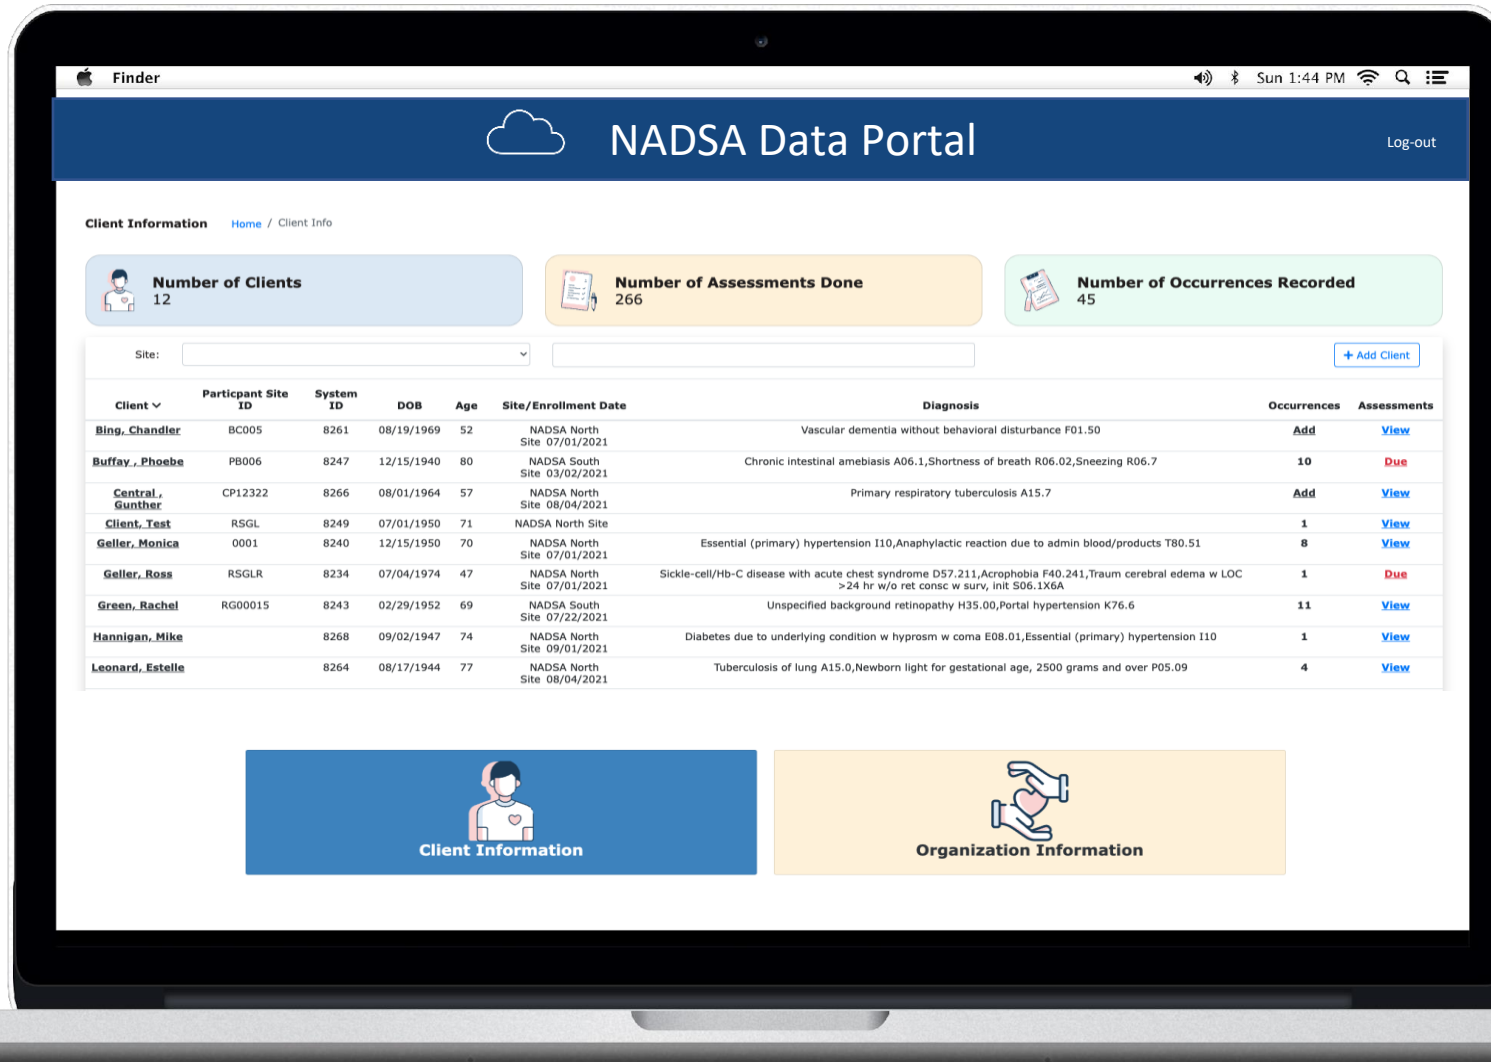 Finder
Sun 1:44 PM
NADSA Data Portal
Log-out
Client Information Home / Client Info
Number of Clients
12
Number of Assessments Done
266
Number of Occurrences Recorded
45
Site:
+ Add Client
Client Particpant Site ID System ID DOB Age Site/Enrollment Date Diagnosis Occurrences Assessments
Bing, Chandler BC005 8261 08/19/1969 52 NADSA North Vascular dementia without behavioral disturbance F01.50 Add View
Site 07/01/2021
Buffay , Phoebe PB006 8247 12/15/1940 80 NADSA South Chronic intestinal amebiasis A06.1,Shortness of breath R06.02,Sneezing R06.7 10 Due
Site 03/02/2021
Central , CP12322 8266 08/01/1964 57 NADSA North Primary respiratory tuberculosis A15.7 Add View
Gunther Site 08/04/2021
Client, Test RSGL 8249 07/01/1950 71 NADSA North Site 1 View
Geller, Monica 0001 8240 12/15/1950 70 NADSA North Essential (primary) hypertension I10,Anaphylactic reaction due to admin blood/products T80.51 8 View
Site 07/01/2021
Geller, Ross RSGLR 8234 07/04/1974 47 NADSA North Sickle-cell/Hb-C disease with acute chest syndrome D57.211,Acrophobia F40.241,Traum cerebral edema w LOC 1 Due
Site 07/01/2021 >24 hr w/o ret consc w surv, init S06.1X6A
Green, Rachel RG00015 8243 02/29/1952 69 NADSA South Unspecified background retinopathy H35.00,Portal hypertension K76.6 11 View
Site 07/22/2021
Hannigan, Mike 8268 09/02/1947 74 NADSA North Diabetes due to underlying condition w hyprosm w coma E08.01,Essential (primary) hypertension I10 1 View
Site 09/01/2021
Leonard, Estelle 8264 08/17/1944 77 NADSA North Tuberculosis of lung A15.0,Newborn light for gestational age, 2500 grams and over P05.09 4 View
Site 08/04/2021
Client Information
Organization Information